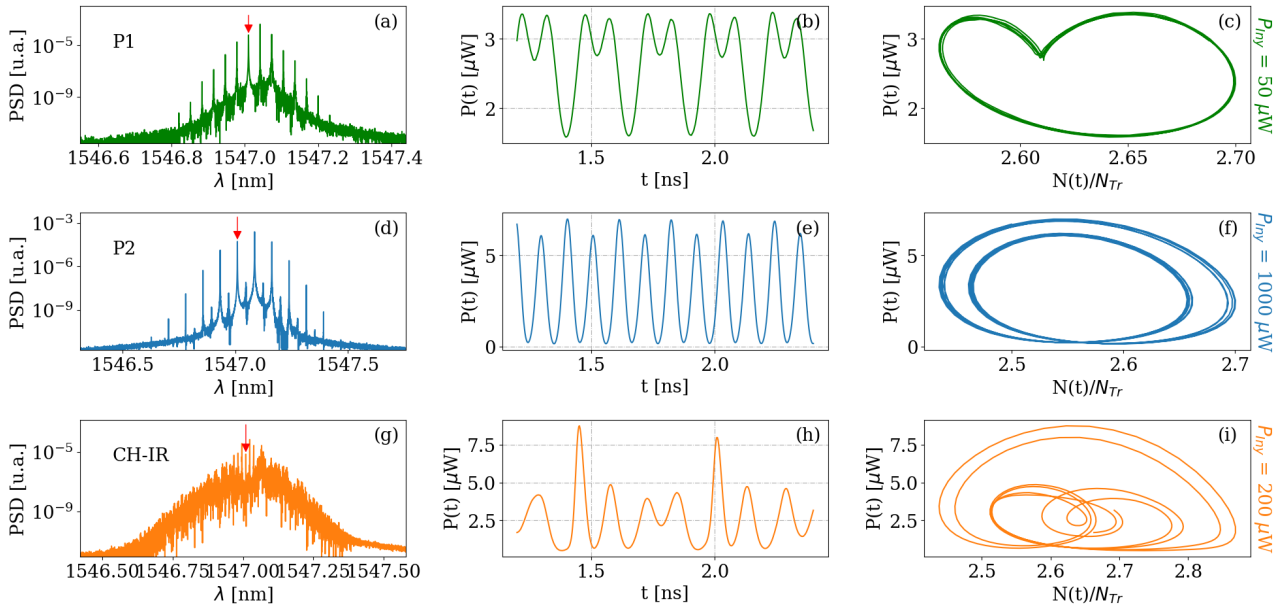 (a)
P1
PSD [u.a.]
10⁻⁵
10⁻⁹
1546.6 1546.8 1547.0 1547.2 1547.4
λ [nm]
(b)
P(t) [μW]
3
2
1.5 2.0
t [ns]
(c)
P(t) [μW]
3
2
2.60 2.65 2.70
N(t)/N_Tr
P_Iny = 50 μW
(d)
P2
PSD [u.a.]
10⁻³
10⁻⁶
10⁻⁹
1546.5 1547.0 1547.5
λ [nm]
(e)
P(t) [μW]
5
0
1.5 2.0
t [ns]
(f)
P(t) [μW]
5
0
2.5 2.6 2.7
N(t)/N_Tr
P_Iny = 1000 μW
(g)
CH-IR
PSD [u.a.]
10⁻⁵
10⁻⁹
1546.50 1546.75 1547.00 1547.25 1547.50
λ [nm]
(h)
P(t) [μW]
7.5
5.0
2.5
1.5 2.0
t [ns]
(i)
P(t) [μW]
7.5
5.0
2.5
2.5 2.6 2.7 2.8
N(t)/N_Tr
P_Iny = 200 μW